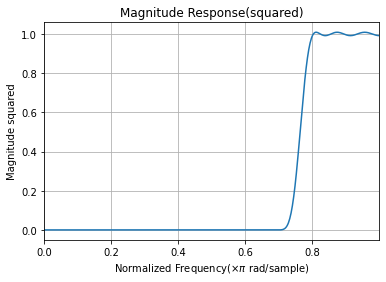 Magnitude Response(squared)
1.0
0.8
0.6
0.4
0.2
0.0
Magnitude squared
0.0 0.2 0.4 0.6 0.8
Normalized Frequency(×π rad/sample)